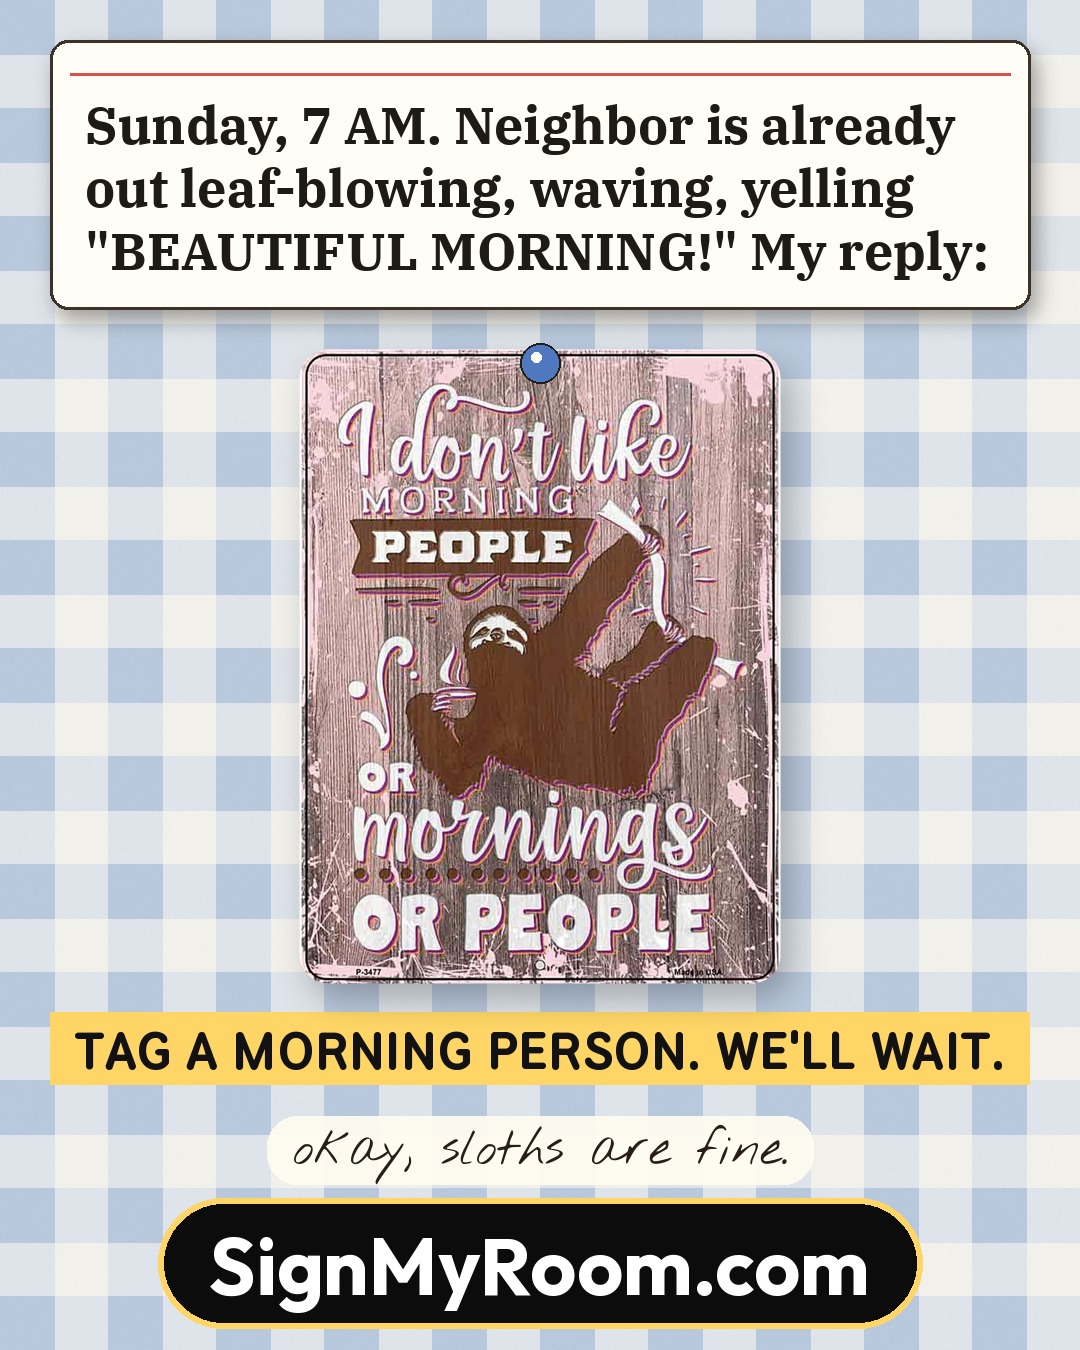 Sunday, 7 AM. Neighbor is already
out leaf-blowing, waving, yelling
"BEAUTIFUL MORNING!" My reply:
I don't like
MORNING
PEOPLE
OR
mornings
OR PEOPLE
P-3477
Made in USA
TAG A MORNING PERSON. WE'LL WAIT.
okay, sloths are fine.
SignMyRoom.com